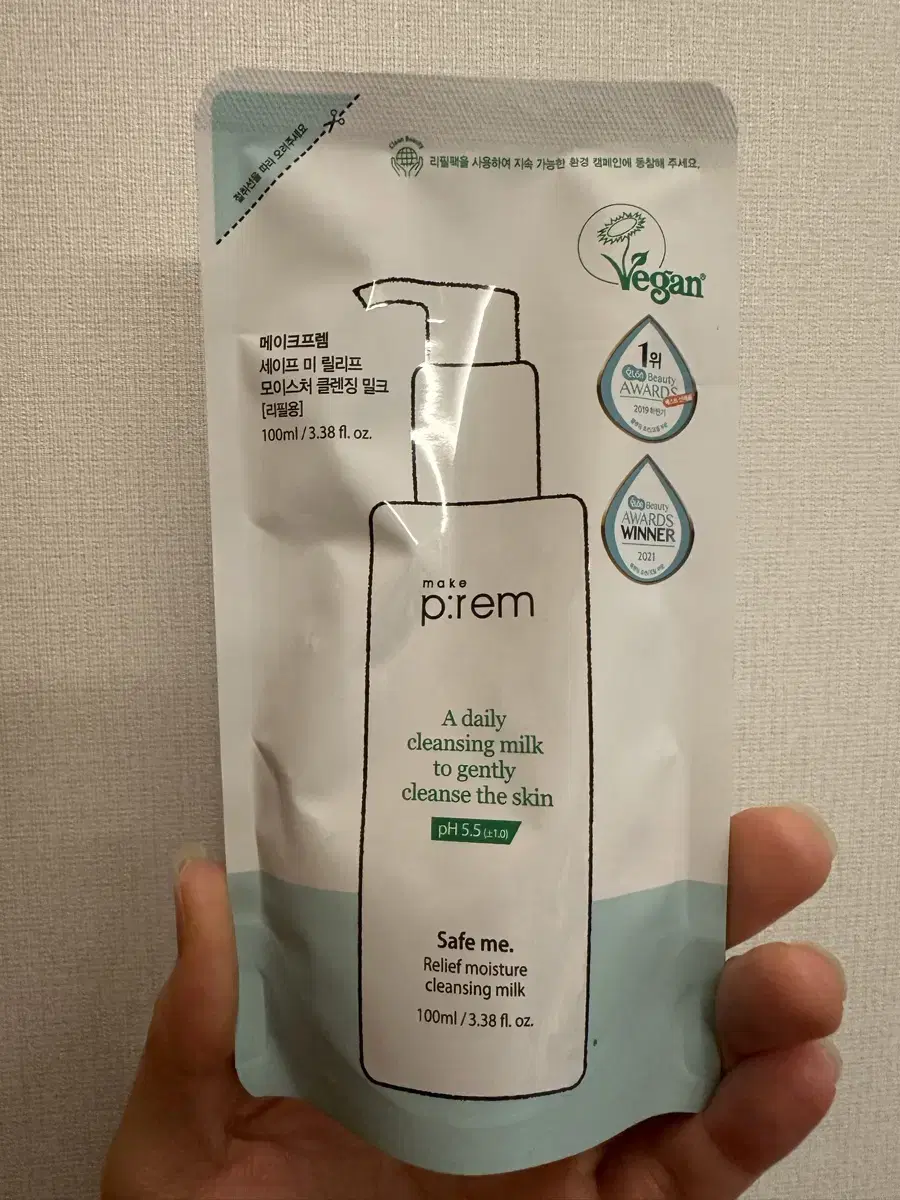 절취선을 따라 오려주세요
Clean Beauty
리필팩을 사용하여 지속 가능한 환경 캠페인에 동참해 주세요.
Vegan
메이크프렘
세이프 미 릴리프
모이스처 클렌징 밀크
[리필용]
100ml / 3.38 fl. oz.
1위
Beauty
AWARDS
2019 하반기
Beauty
AWARDS
WINNER
2021
make
p:rem
A daily
cleansing milk
to gently
cleanse the skin
pH 5.5 (±1.0)
Safe me.
Relief moisture
cleansing milk
100ml / 3.38 fl. oz.